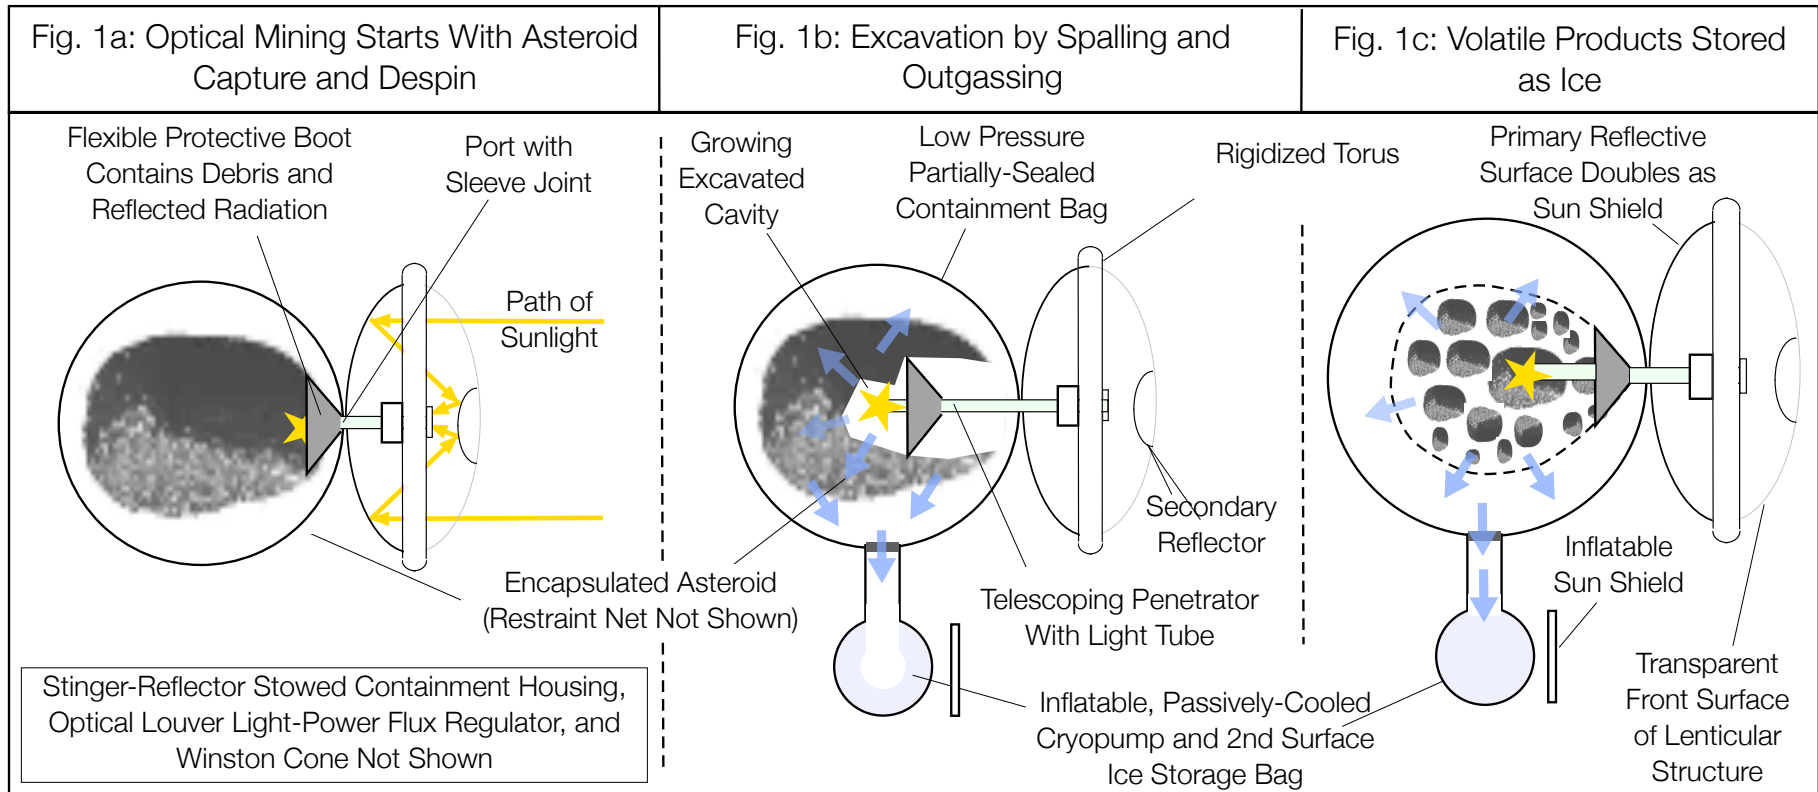 Fig. 1a: Optical Mining Starts With Asteroid
Capture and Despin
Fig. 1b: Excavation by Spalling and
Outgassing
Fig. 1c: Volatile Products Stored
as Ice
Flexible Protective Boot
Contains Debris and
Reflected Radiation
Port with
Sleeve Joint
Path of
Sunlight
Growing
Excavated
Cavity
Low Pressure
Partially-Sealed
Containment Bag
Rigidized Torus
Primary Reflective
Surface Doubles as
Sun Shield
Encapsulated Asteroid
(Restraint Net Not Shown)
Secondary
Reflector
Telescoping Penetrator
With Light Tube
Inflatable
Sun Shield
Stinger-Reflector Stowed Containment Housing,
Optical Louver Light-Power Flux Regulator, and
Winston Cone Not Shown
Inflatable, Passively-Cooled
Cryopump and 2nd Surface
Ice Storage Bag
Transparent
Front Surface
of Lenticular
Structure